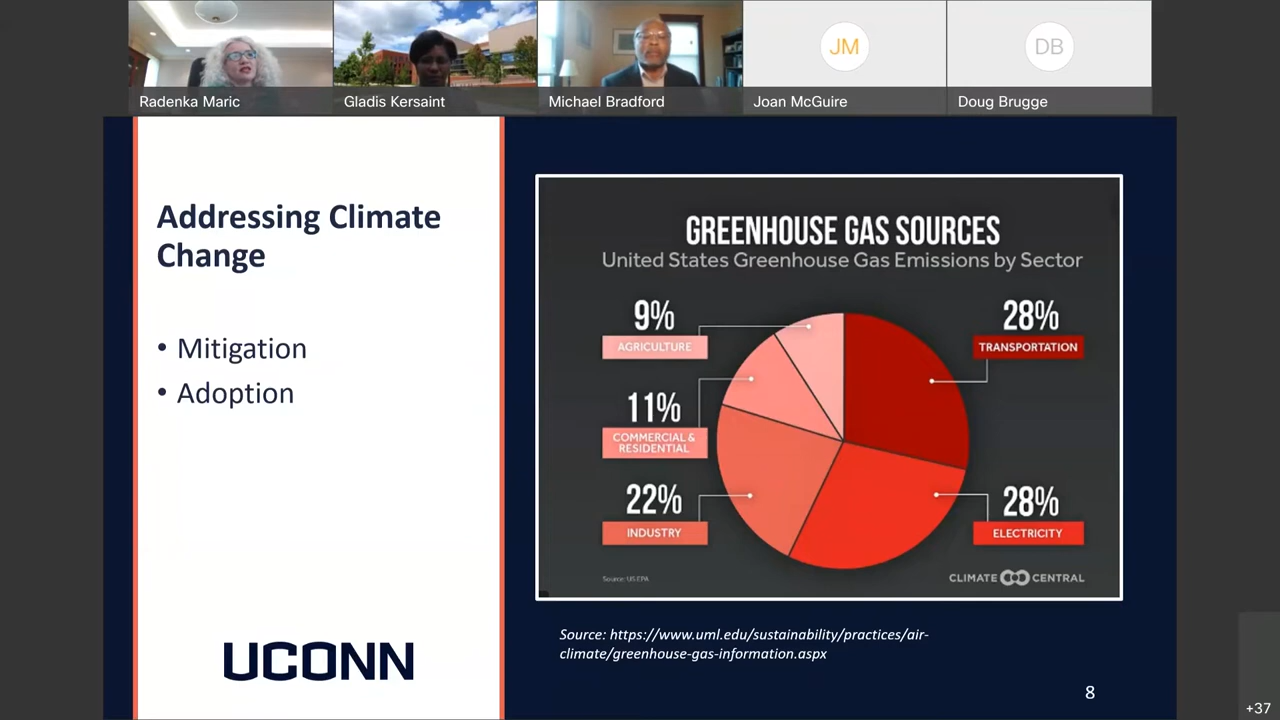 Radenka Maric
Gladis Kersaint
Michael Bradford
JM
Joan McGuire
DB
Doug Brugge
Addressing Climate
Change
• Mitigation
• Adoption
UCONN
GREENHOUSE GAS SOURCES
United States Greenhouse Gas Emissions by Sector
9%
AGRICULTURE
11%
COMMERCIAL &
RESIDENTIAL
22%
INDUSTRY
28%
TRANSPORTATION
28%
ELECTRICITY
Source: US EPA
CLIMATE CENTRAL
Source: https://www.uml.edu/sustainability/practices/air-
climate/greenhouse-gas-information.aspx
8
+37